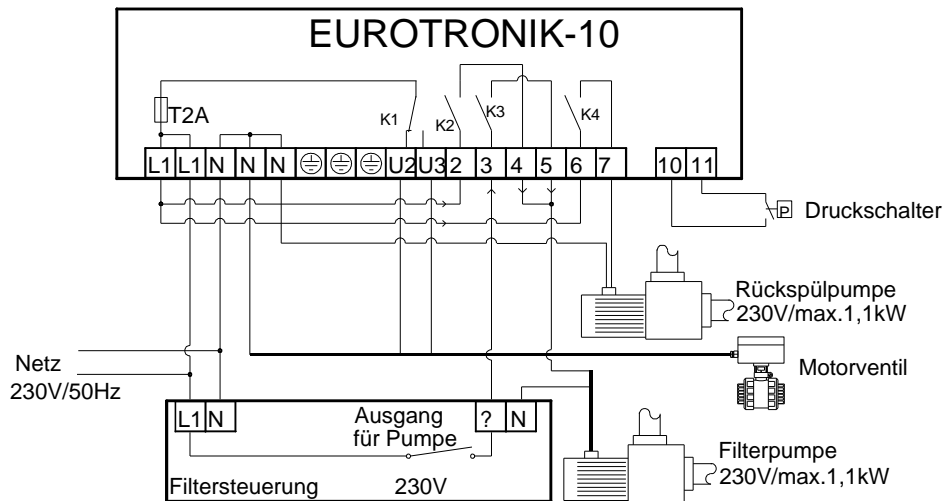 EUROTRONIK-10
T2A
K1
K2
K3
K4
L1 L1 N N N U2 U3 2 3 4 5 6 7 10 11
P Druckschalter
Rückspülpumpe
230V/max.1,1kW
Motorventil
Netz
230V/50Hz
L1 N
Ausgang
für Pumpe
? N
Filtersteuerung 230V
Filterpumpe
230V/max.1,1kW